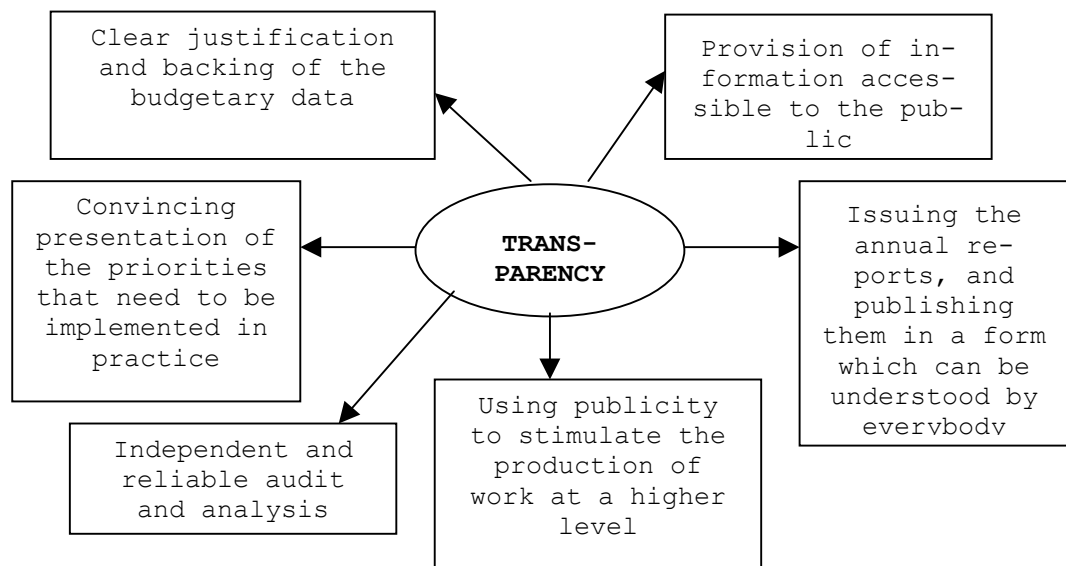 Clear justification
and backing of the
budgetary data
Provision of in-
formation acces-
sible to the pub-
lic
Convincing
presentation of
the priorities
that need to be
implemented in
practice
TRANS-
PARENCY
Issuing the
annual re-
ports, and
publishing
them in a form
which can be
understood by
everybody
Independent and
reliable audit
and analysis
Using publicity
to stimulate the
production of
work at a higher
level